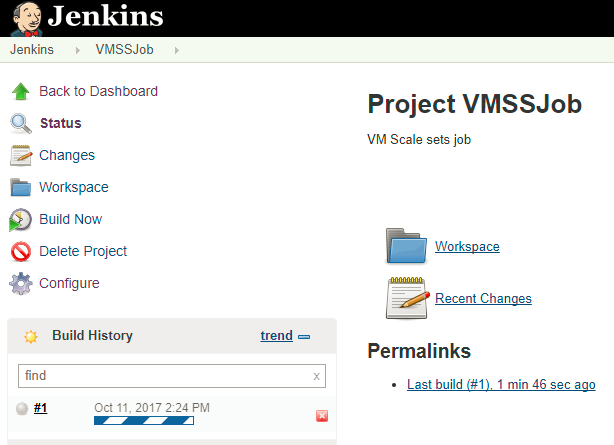 Jenkins
Jenkins VMSSJob
Back to Dashboard
Status
Changes
Workspace
Build Now
Delete Project
Configure
Build History trend
find x
#1 Oct 11, 2017 2:24 PM
Project VMSSJob
VM Scale sets job
Workspace
Recent Changes
Permalinks
Last build (#1), 1 min 46 sec ago